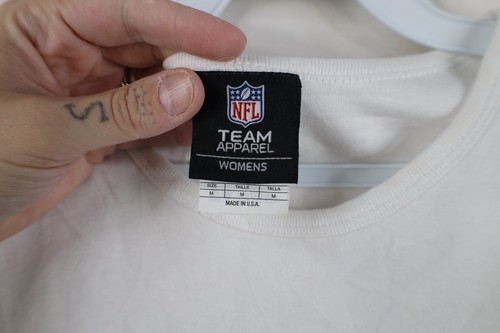 NFL
TEAM
APPAREL
WOMENS
SIZE TAILLE TALLA
M M M
MADE IN U.S.A.